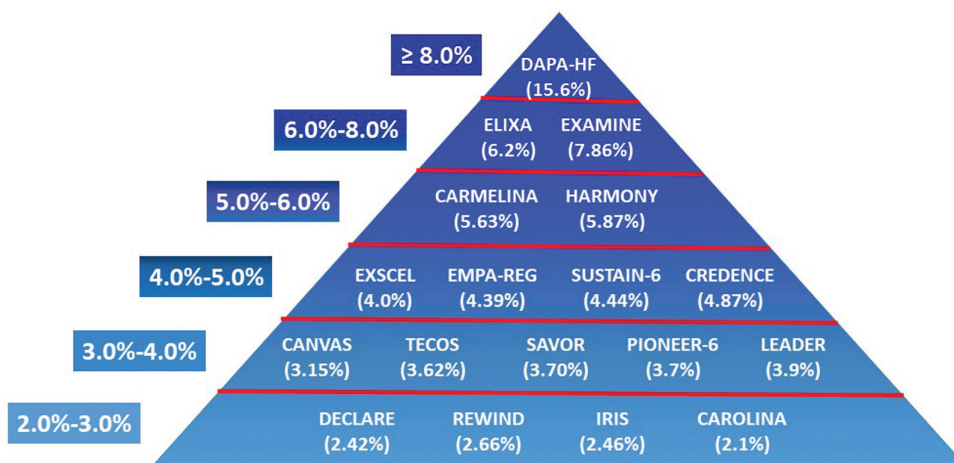 ≥ 8.0%
DAPA-HF
(15.6%)
6.0%-8.0%
ELIXA EXAMINE
(6.2%) (7.86%)
5.0%-6.0%
CARMELINA HARMONY
(5.63%) (5.87%)
4.0%-5.0%
EXSCEL EMPA-REG SUSTAIN-6 CREDENCE
(4.0%) (4.39%) (4.44%) (4.87%)
3.0%-4.0%
CANVAS TECOS SAVOR PIONEER-6 LEADER
(3.15%) (3.62%) (3.70%) (3.7%) (3.9%)
2.0%-3.0%
DECLARE REWIND IRIS CAROLINA
(2.42%) (2.66%) (2.46%) (2.1%)